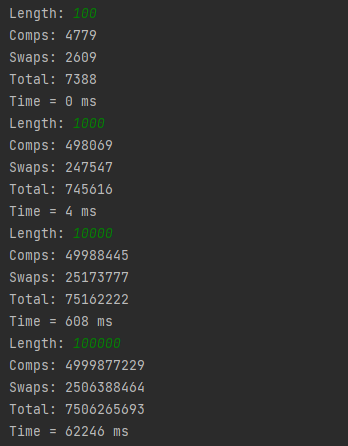 Length: 100
Comps: 4779
Swaps: 2609
Total: 7388
Time = 0 ms
Length: 1000
Comps: 498069
Swaps: 247547
Total: 745616
Time = 4 ms
Length: 10000
Comps: 49988445
Swaps: 25173777
Total: 75162222
Time = 608 ms
Length: 100000
Comps: 4999877229
Swaps: 2506388464
Total: 7506265693
Time = 62246 ms